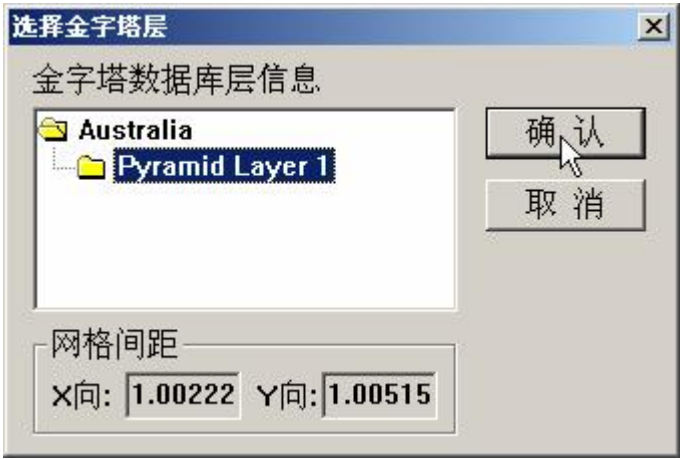 选择金字塔层
金字塔数据库层信息
Australia
Pyramid Layer 1
确 认
取 消
网格间距
X向: 1.00222 Y向: 1.00515